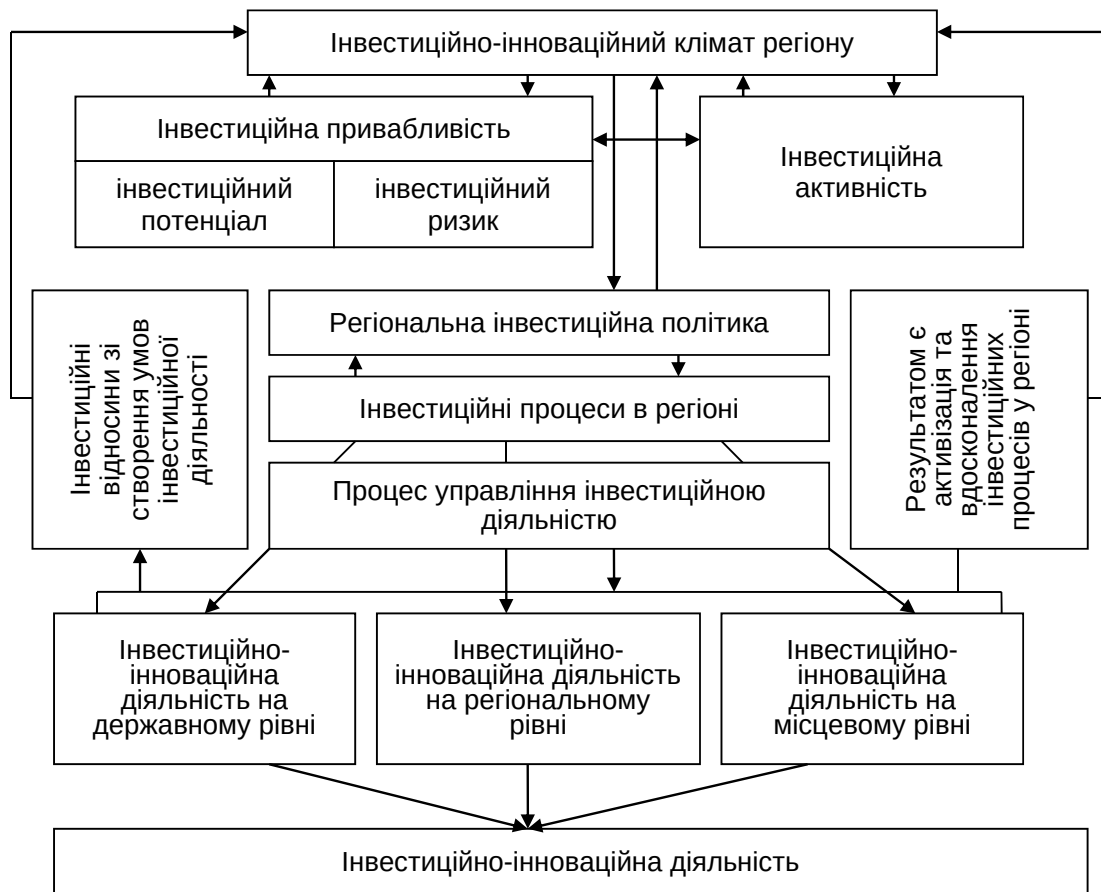 Інвестиційно-інноваційний клімат регіону
Інвестиційна привабливість
інвестиційний
потенціал
інвестиційний
ризик
Інвестиційна
активність
Інвестиційні
відносини зі
створення умов
інвестиційної
діяльності
Регіональна інвестиційна політика
Інвестиційні процеси в регіоні
Процес управління інвестиційною
діяльністю
Результатом є
активізація та
вдосконалення
інвестиційних
процесів у регіоні
Інвестиційно-
інноваційна
діяльність на
державному рівні
Інвестиційно-
інноваційна діяльність
на регіональному
рівні
Інвестиційно-
інноваційна
діяльність на
місцевому рівні
Інвестиційно-інноваційна діяльність